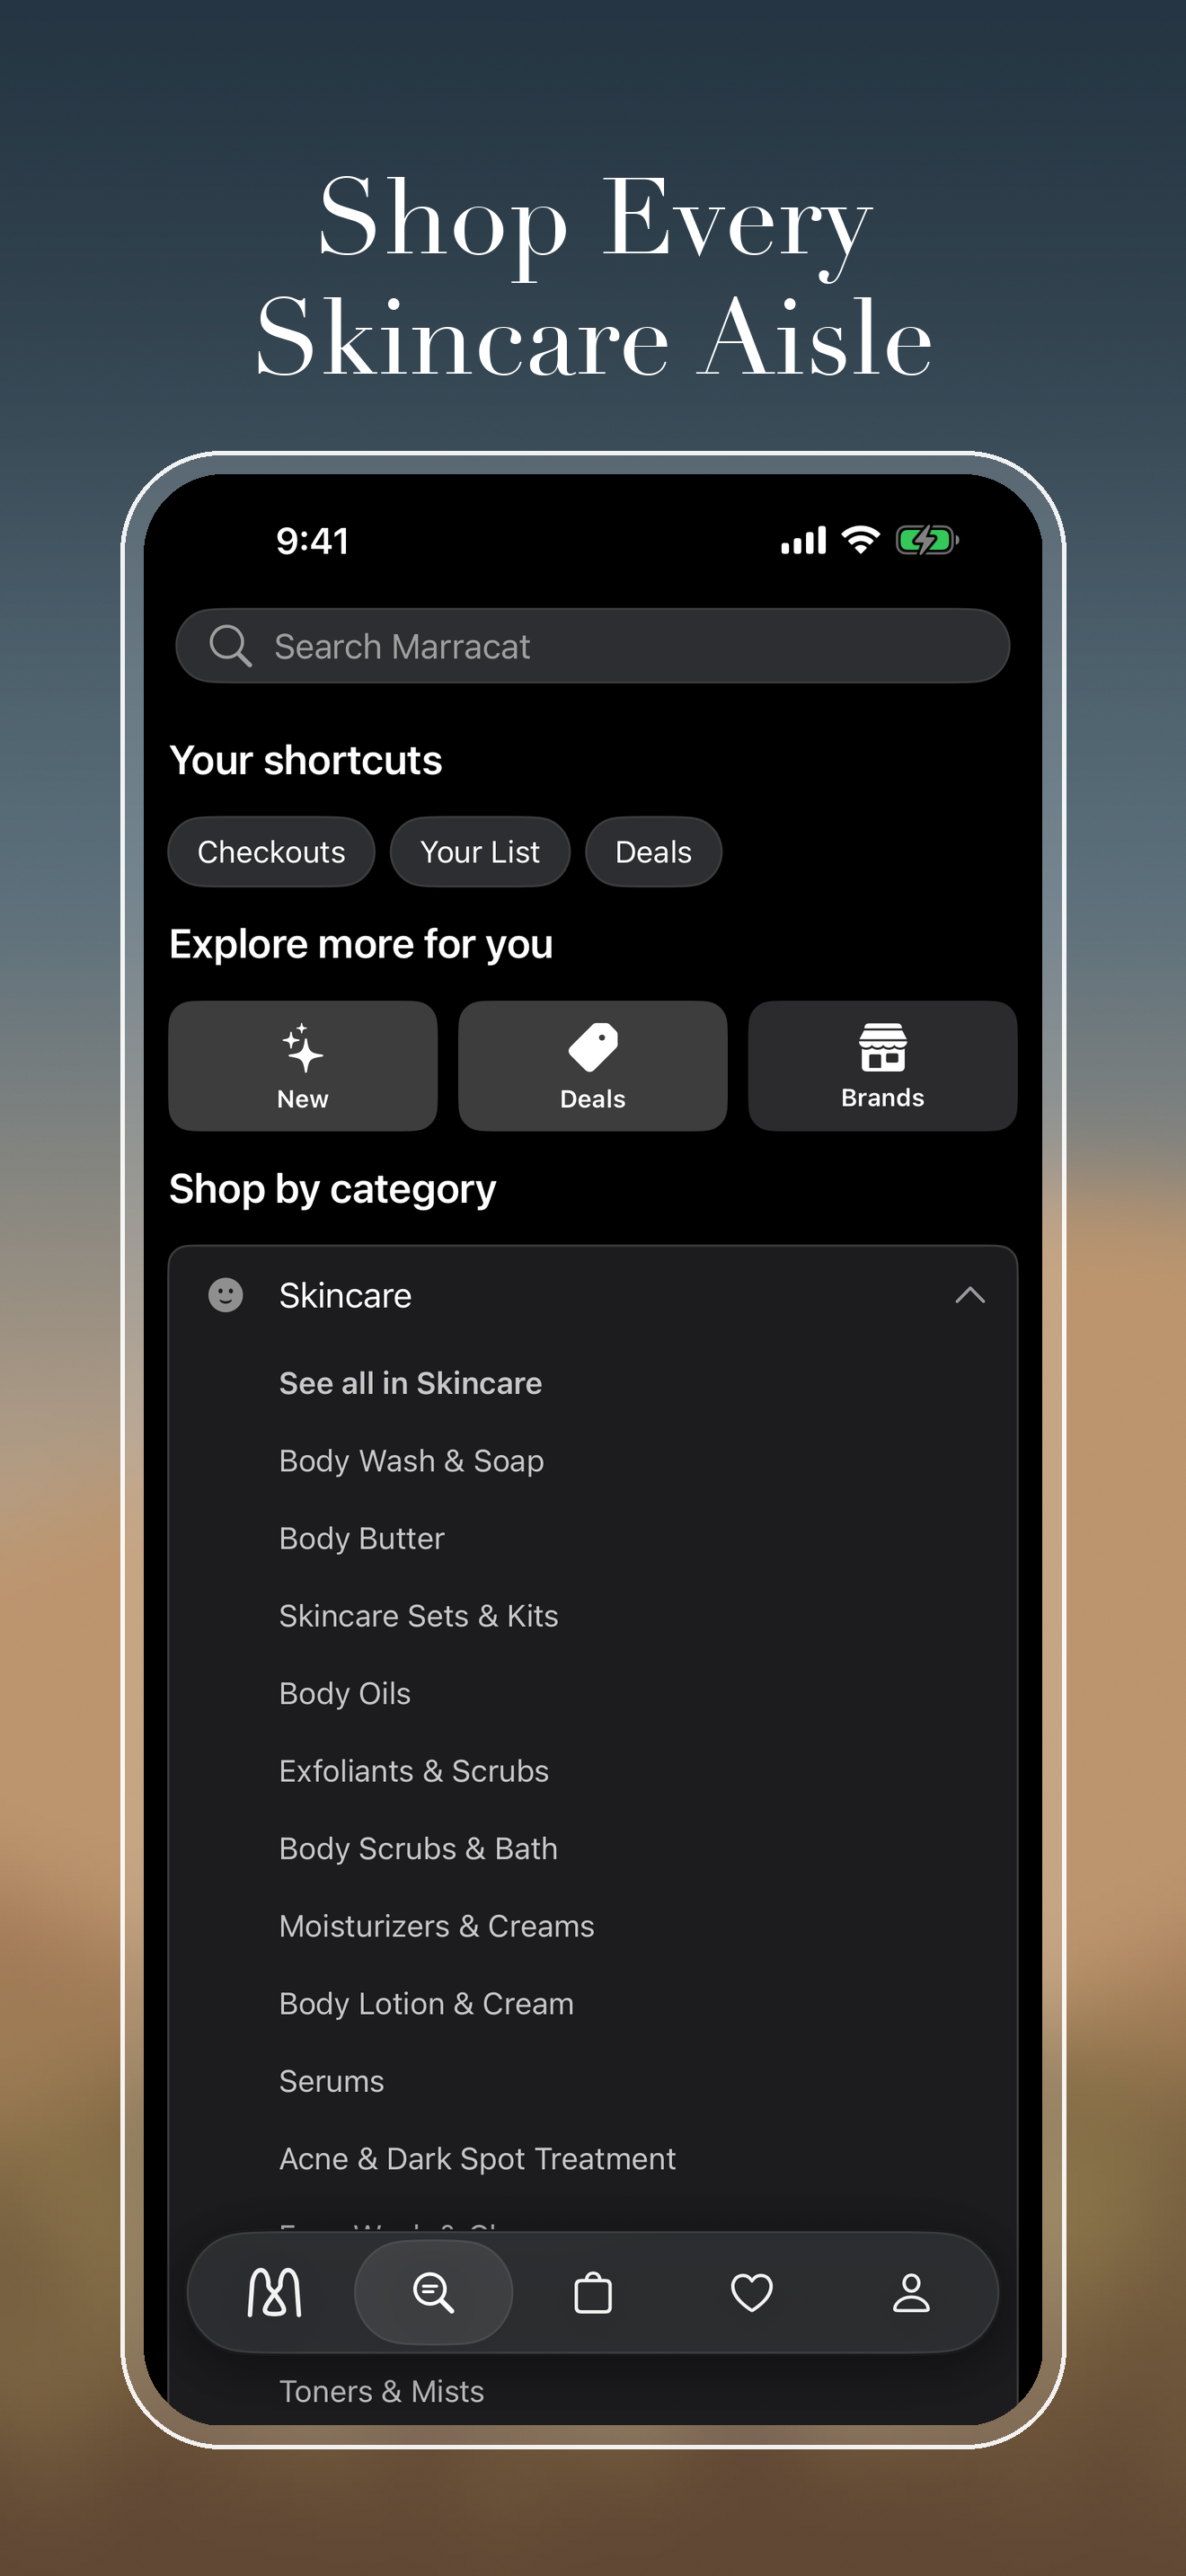 Shop Every
Skincare Aisle
9:41
Search Marracat
Your shortcuts
Checkouts Your List Deals
Explore more for you
New Deals Brands
Shop by category
Skincare
See all in Skincare
Body Wash & Soap
Body Butter
Skincare Sets & Kits
Body Oils
Exfoliants & Scrubs
Body Scrubs & Bath
Moisturizers & Creams
Body Lotion & Cream
Serums
Acne & Dark Spot Treatment
Toners & Mists